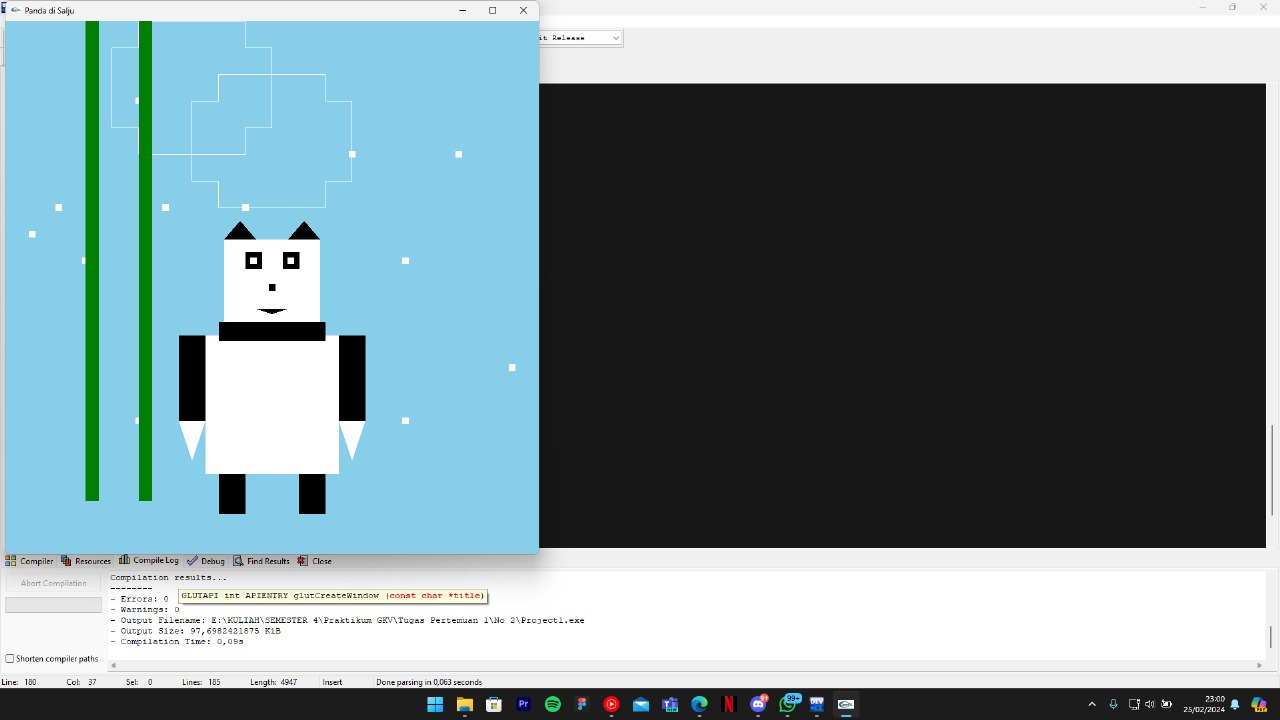 Panda di Salju
it Release
Compiler
Resources
Compile Log
Debug
Find Results
Close
Abort Compilation
Shorten compiler paths
Compilation results...
--------
- Errors: 0
GLUTAPI int APIENTRY glutCreateWindow (const char *title)
- Warnings: 0
- Output Filename: E:\KULIAH\SEMESTER 4\Praktikum GKV\Tugas Pertemuan 1\No 2\Project1.exe
- Output Size: 97,6982421875 KiB
- Compilation Time: 0,09s
Line: 180 Col: 37 Sel: 0 Lines: 185 Length: 4947 Insert Done parsing in 0,063 seconds
Pr
N
99+
DEV
23:00
25/02/2024